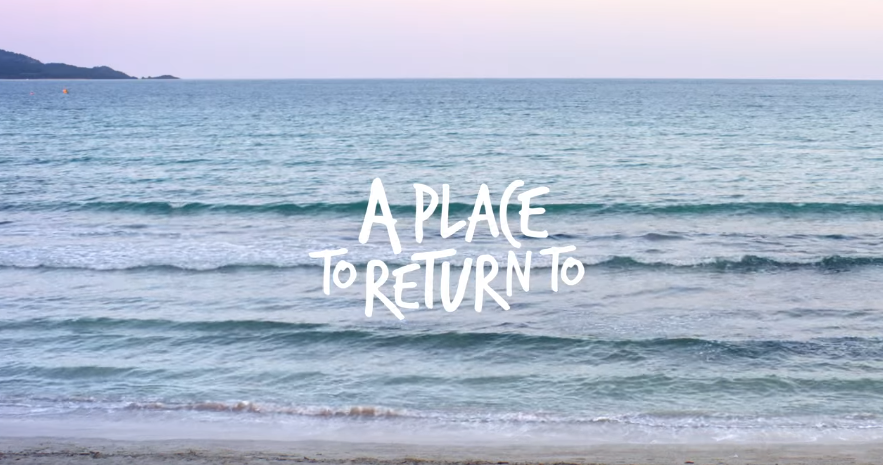 A PLACE
TO RETURN TO